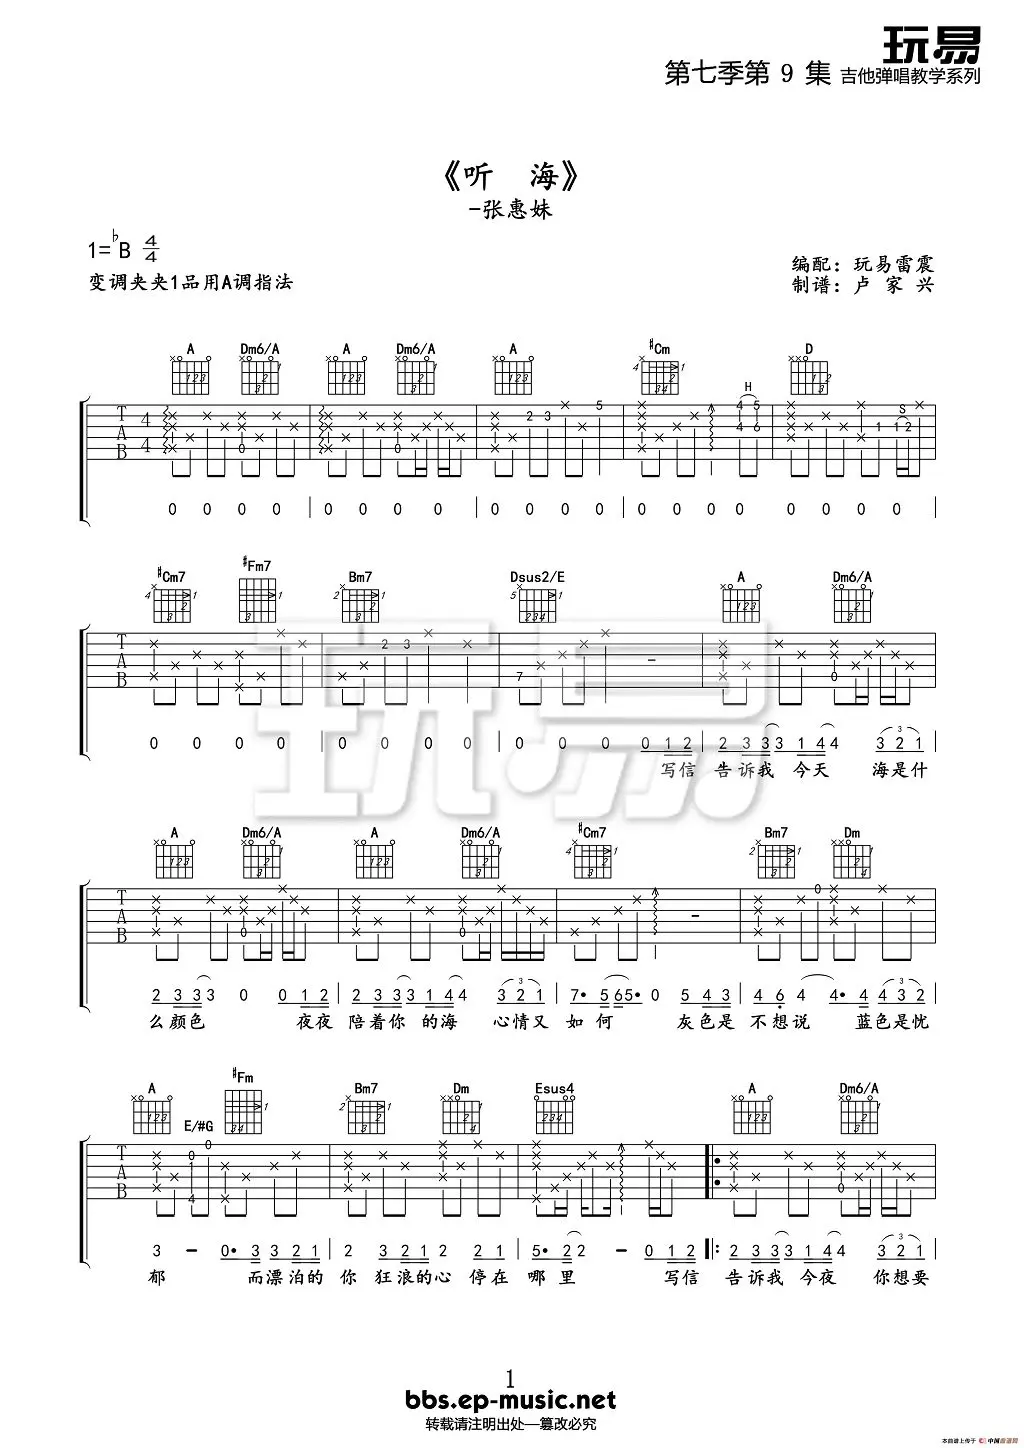 玩易
第七季第 9 集 吉他弹唱教学系列
《听 海》
-张惠妹
1=♭B 4/4
编配：玩易雷震
变调夹夹1品用A调指法
制谱：卢 家 兴
A Dm6/A A Dm6/A A #Cm D
H
S
T A B 4/4
0 0 0 0 | 0 0 0 0 | 0 0 0 0 | 0 0 0 0 | 0 0 0 0 |
#Cm7 #Fm7 Bm7 Dsus2/E A Dm6/A
T A B
0 0 0 0 | 0 0 0 0 | 0 0 0 0 1 2 | 2 3 3 3 1 4 4 3 2 1
写信 告诉我 今天 海是什
A Dm6/A A Dm6/A #Cm7 Bm7 Dm
T A B
2 3 3 3 0 0 1 2 | 2 3 3 3 1 4 4 3 2 1 | 7• 5 6 5• 0 5 4 3 | 4 6 4 4• 4 3 2
么颜色 夜夜 陪着你 的海 心情又 如何 灰色是 不想说 蓝色是忧
A E/#G #Fm Bm7 Dm Esus4 A Dm6/A
T A B
3 - 0• 3 3 2 1 | 2 3 2 1 2 2 1 | 5• 2 2 - 0 1 2 |: 2 3 3 3 1 4 4 3 2 1
郁 而漂泊的 你 狂浪的心 停在 哪里 写信 告诉我 今夜 你想要
1
bbs.ep-music.net
转载请注明出处—篡改必究
本曲谱上传于 中国曲谱网